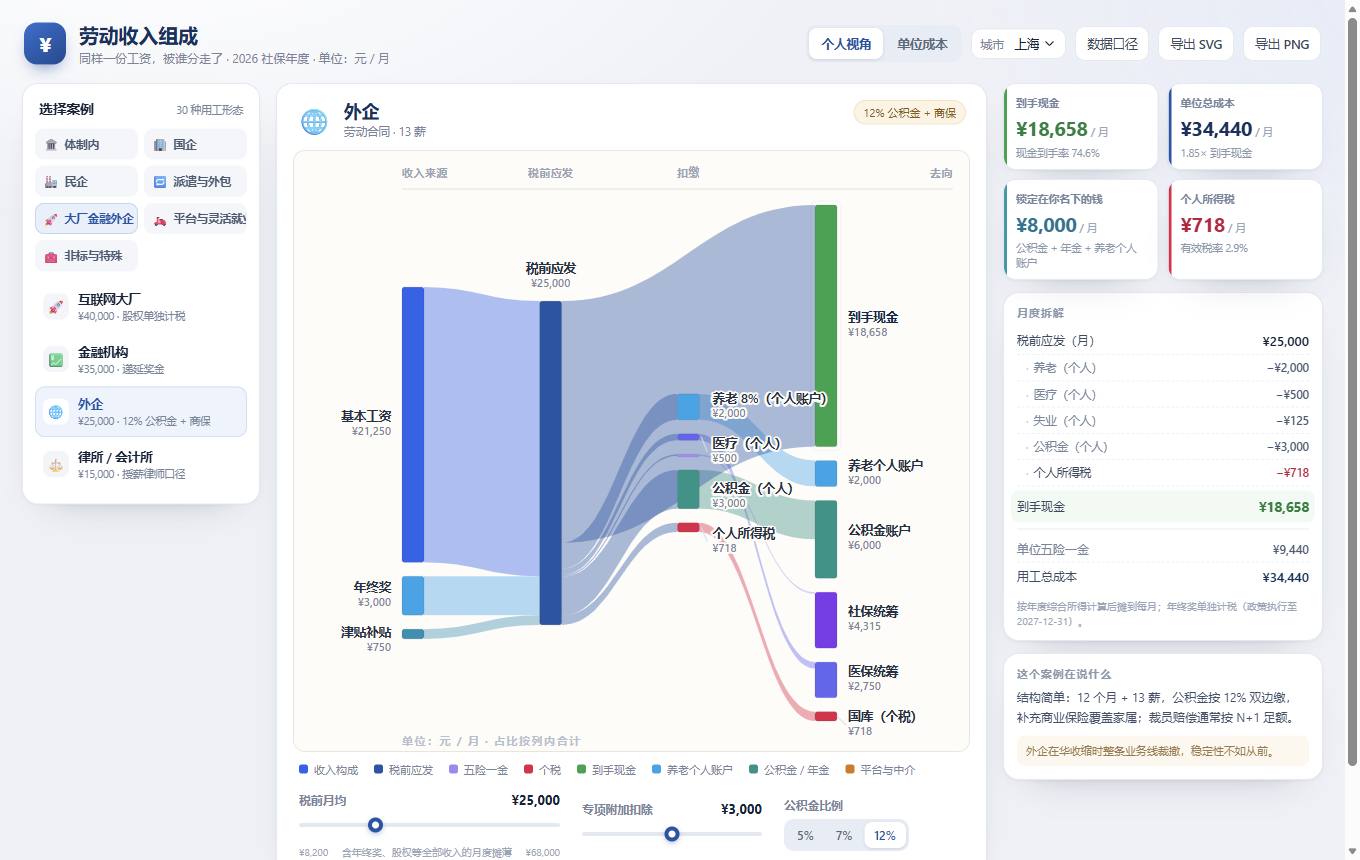 ¥
劳动收入组成
同样一份工资，被谁分走了 · 2026 社保年度 · 单位：元 / 月
个人视角
单位成本
城市 上海
数据口径
导出 SVG
导出 PNG
选择案例
30 种用工形态
体制内
国企
民企
派遣与外包
大厂金融外企
平台与灵活就业
非标与特殊
互联网大厂
¥40,000 · 股权单独计税
金融机构
¥35,000 · 递延奖金
外企
¥25,000 · 12% 公积金 + 商保
律所 / 会计所
¥15,000 · 授薪律师口径
外企
劳动合同 · 13 薪
12% 公积金 + 商保
收入来源
税前应发
扣缴
去向
基本工资
¥21,250
年终奖
¥3,000
津贴补贴
¥750
税前应发
¥25,000
养老 8%（个人账户）
¥2,000
医疗（个人）
¥500
公积金（个人）
¥3,000
个人所得税
¥718
到手现金
¥18,658
养老个人账户
¥2,000
公积金账户
¥6,000
社保统筹
¥4,315
医保统筹
¥2,750
国库（个税）
¥718
单位：元 / 月 · 占比按列内合计
收入构成
税前应发
五险一金
个税
到手现金
养老个人账户
公积金 / 年金
平台与中介
税前月均
¥25,000
¥8,200
含年终奖、股权等全部收入的月度摊薄
¥68,000
专项附加扣除
¥3,000
公积金比例
5%
7%
12%
到手现金
¥18,658 / 月
现金到手率 74.6%
单位总成本
¥34,440 / 月
1.85× 到手现金
锁定在你名下的钱
¥8,000 / 月
公积金 + 年金 + 养老个人
账户
个人所得税
¥718 / 月
有效税率 2.9%
月度拆解
税前应发（月） ¥25,000
· 养老（个人） −¥2,000
· 医疗（个人） −¥500
· 失业（个人） −¥125
· 公积金（个人） −¥3,000
· 个人所得税 −¥718
到手现金 ¥18,658
单位五险一金 ¥9,440
用工总成本 ¥34,440
按年度综合所得计算后摊到每月；年终奖单独计税（政策执行至
2027-12-31）。
这个案例在说什么
结构简单：12 个月 + 13 薪，公积金按 12% 双边缴，
补充商业保险覆盖家属；裁员赔偿通常按 N+1 足额。
外企在华收缩时整条业务线裁撤，稳定性不如从前。